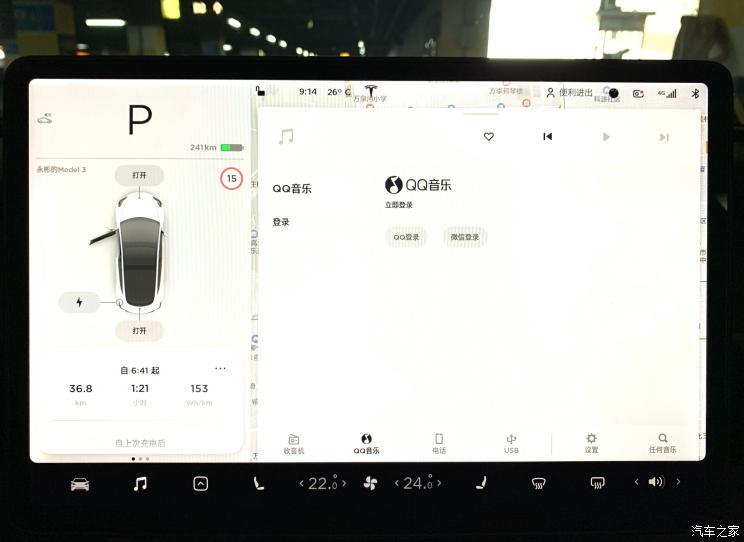 9:14
26° C
万泉河小学
方李邦琴楼
便利进出
4G
P
241km
永彬的Model 3
打开
15
QQ音乐
登录
QQ音乐
立即登录
QQ登录
微信登录
打开
自 6:41 起
...
36.8
1:21
153
km
小时
Wh/km
自上次充电后
收音机
QQ音乐
电话
USB
设置
任何音乐
22.0
24.0
汽车之家